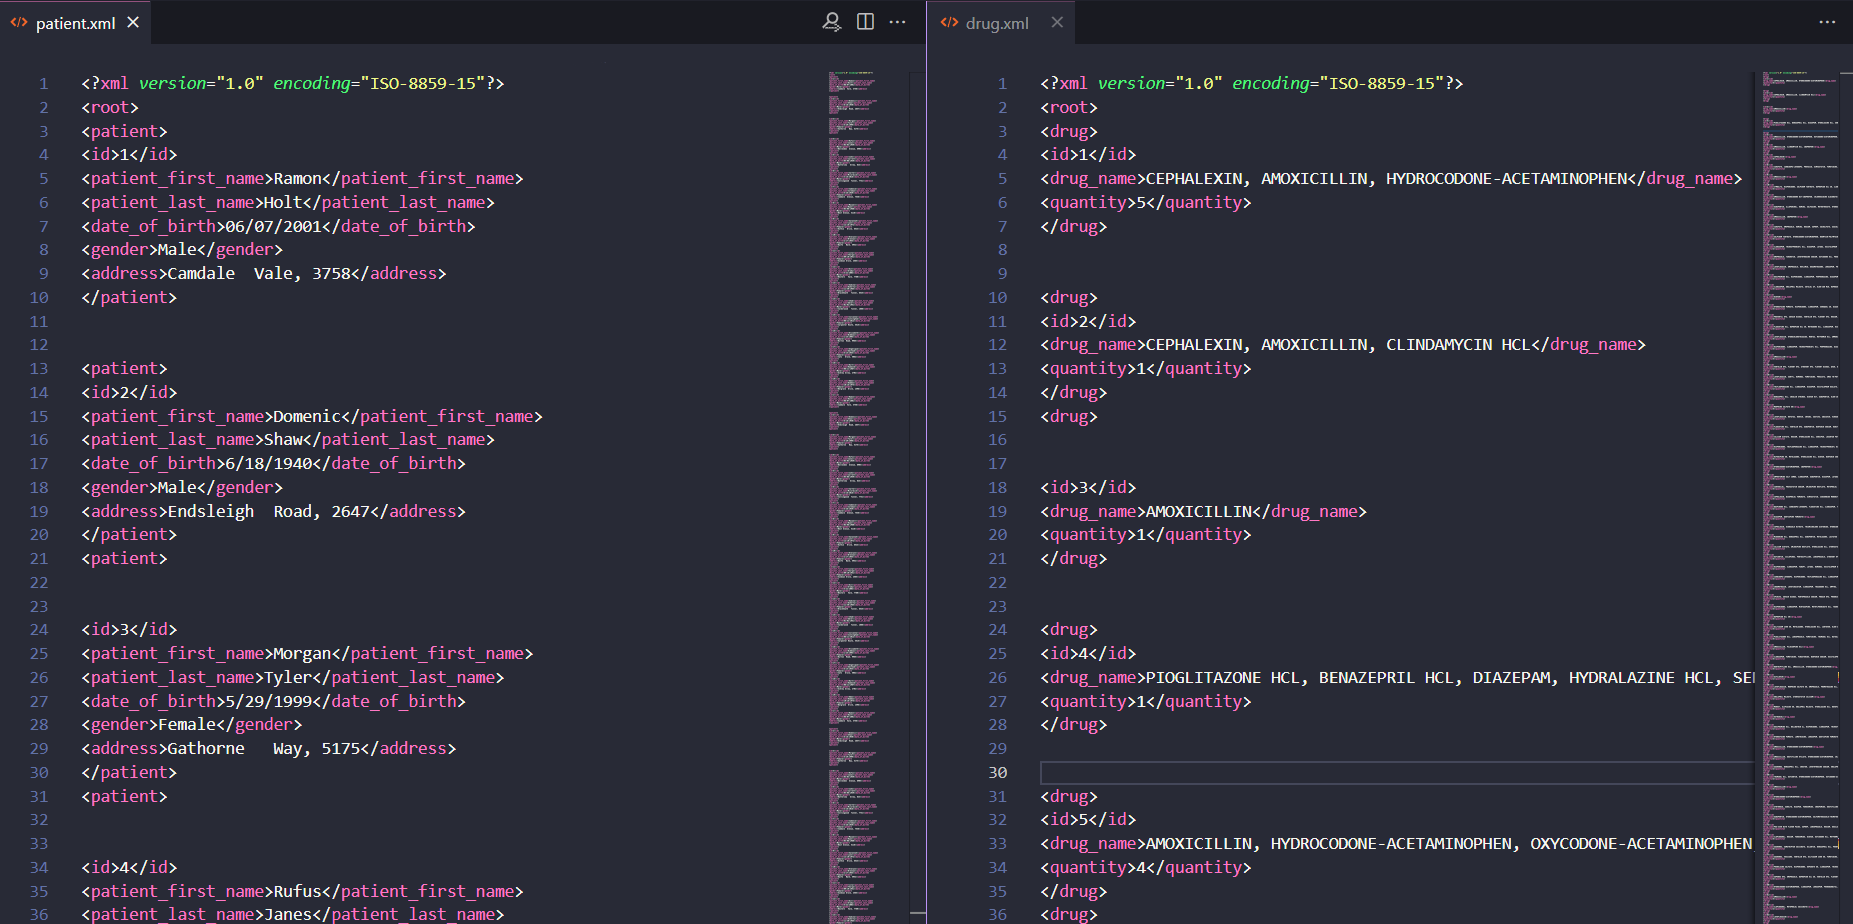 patient.xml
1 <?xml version="1.0" encoding="ISO-8859-15"?>
2 <root>
3 <patient>
4 <id>1</id>
5 <patient_first_name>Ramon</patient_first_name>
6 <patient_last_name>Holt</patient_last_name>
7 <date_of_birth>06/07/2001</date_of_birth>
8 <gender>Male</gender>
9 <address>Camdale  Vale, 3758</address>
10 </patient>
11
12
13 <patient>
14 <id>2</id>
15 <patient_first_name>Domenic</patient_first_name>
16 <patient_last_name>Shaw</patient_last_name>
17 <date_of_birth>6/18/1940</date_of_birth>
18 <gender>Male</gender>
19 <address>Endsleigh  Road, 2647</address>
20 </patient>
21 <patient>
22
23
24 <id>3</id>
25 <patient_first_name>Morgan</patient_first_name>
26 <patient_last_name>Tyler</patient_last_name>
27 <date_of_birth>5/29/1999</date_of_birth>
28 <gender>Female</gender>
29 <address>Gathorne   Way, 5175</address>
30 </patient>
31 <patient>
32
33
34 <id>4</id>
35 <patient_first_name>Rufus</patient_first_name>
36 <patient_last_name>Janes</patient_last_name>
drug.xml
1 <?xml version="1.0" encoding="ISO-8859-15"?>
2 <root>
3 <drug>
4 <id>1</id>
5 <drug_name>CEPHALEXIN, AMOXICILLIN, HYDROCODONE-ACETAMINOPHEN</drug_name>
6 <quantity>5</quantity>
7 </drug>
8
9
10 <drug>
11 <id>2</id>
12 <drug_name>CEPHALEXIN, AMOXICILLIN, CLINDAMYCIN HCL</drug_name>
13 <quantity>1</quantity>
14 </drug>
15 <drug>
16
17
18 <id>3</id>
19 <drug_name>AMOXICILLIN</drug_name>
20 <quantity>1</quantity>
21 </drug>
22
23
24 <drug>
25 <id>4</id>
26 <drug_name>PIOGLITAZONE HCL, BENAZEPRIL HCL, DIAZEPAM, HYDRALAZINE HCL,
27 <quantity>1</quantity>
28 </drug>
29
30
31 <drug>
32 <id>5</id>
33 <drug_name>AMOXICILLIN, HYDROCODONE-ACETAMINOPHEN, OXYCODONE-ACETAMINOPHEN,
34 <quantity>4</quantity>
35 </drug>
36 <drug>